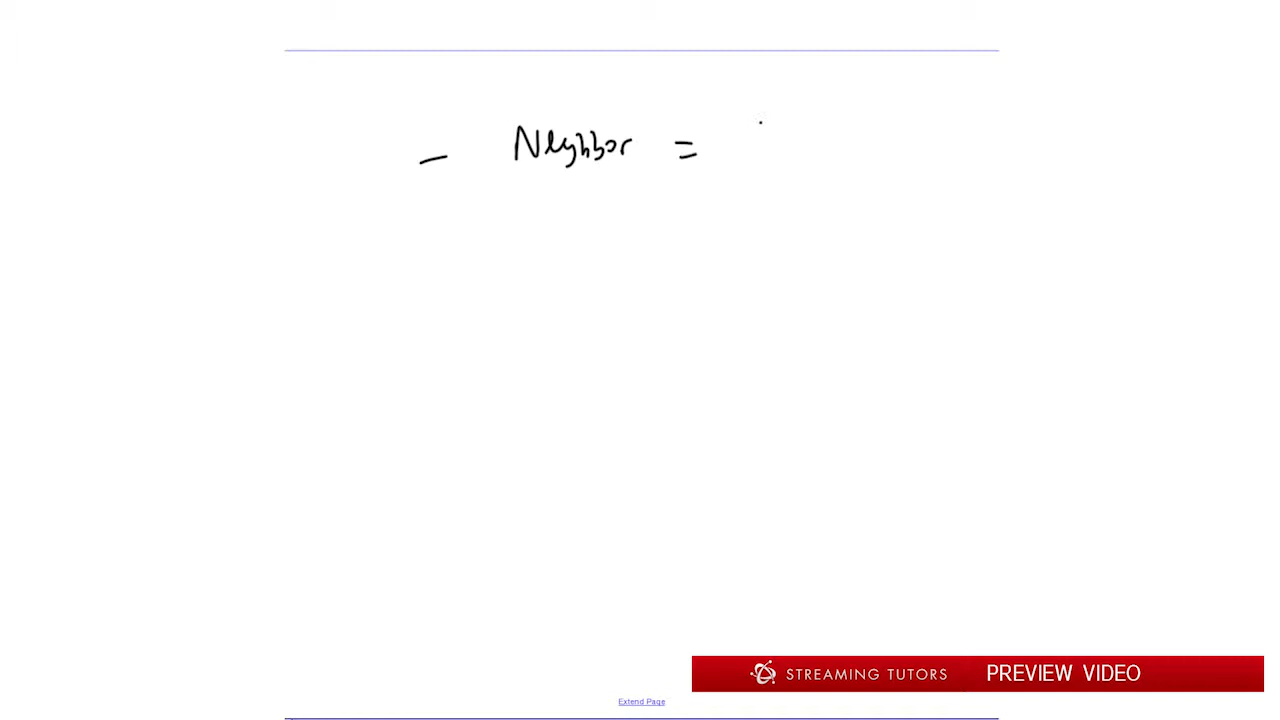 - Neighbor =
STREAMING TUTORS PREVIEW VIDEO
Extend Page